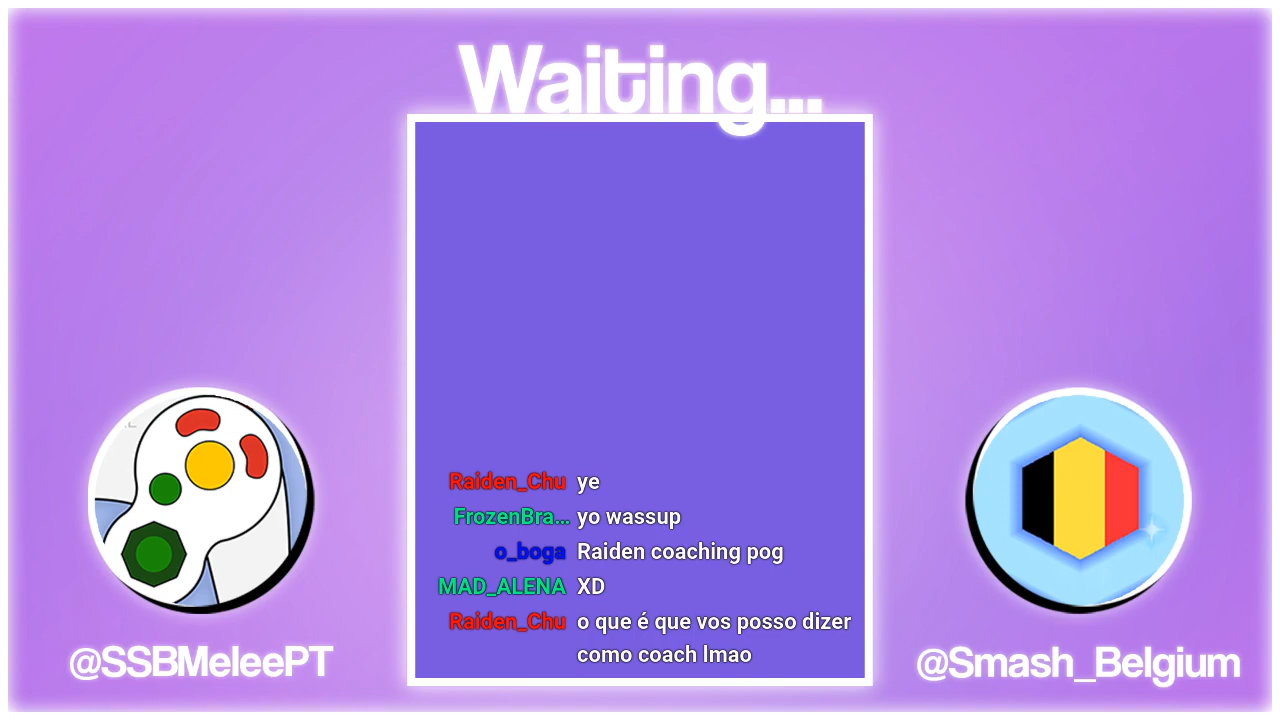 Waiting...
Raiden_Chu ye
FrozenBra... yo wassup
o_boga Raiden coaching pog
MAD_ALENA XD
Raiden_Chu o que é que vos posso dizer
como coach lmao
@SSBMeleePT
@Smash_Belgium